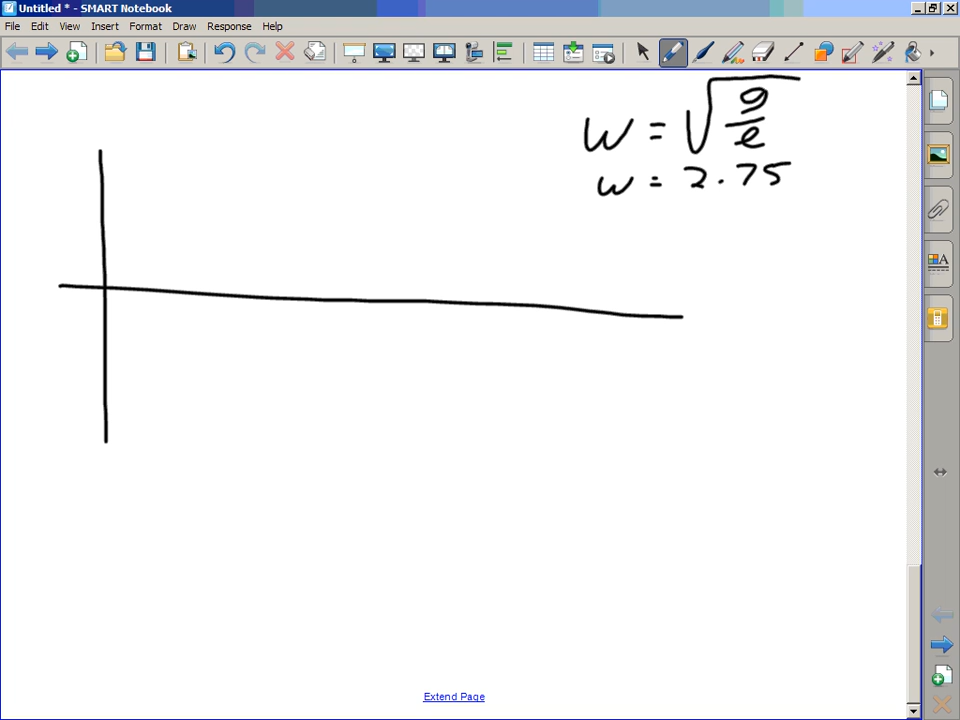 Untitled * - SMART Notebook
File Edit View Insert Format Draw Response Help
w = √g/e
w = 2.75
Extend Page